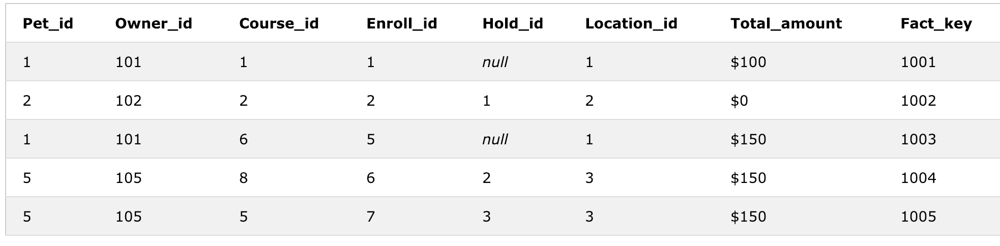 Pet_id Owner_id Course_id Enroll_id Hold_id Location_id Total_amount Fact_key
1 101 1 1 null 1 $100 1001
2 102 2 2 1 2 $0 1002
1 101 6 5 null 1 $150 1003
5 105 8 6 2 3 $150 1004
5 105 5 7 3 3 $150 1005